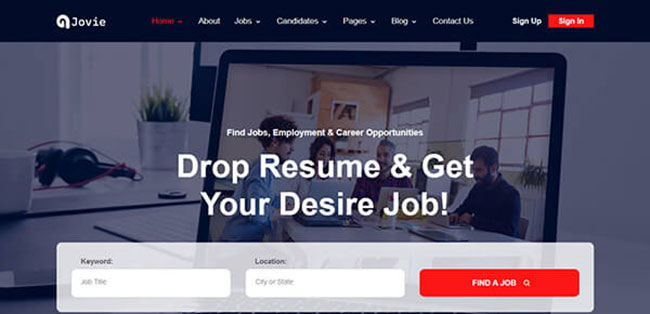 Jovie
Home About Jobs Candidates Pages Blog Contact Us Sign Up Sign In
Find Jobs, Employment & Career Opportunities
Drop Resume & Get
Your Desire Job!
Keyword: Location:
Job Title City or State FIND A JOB